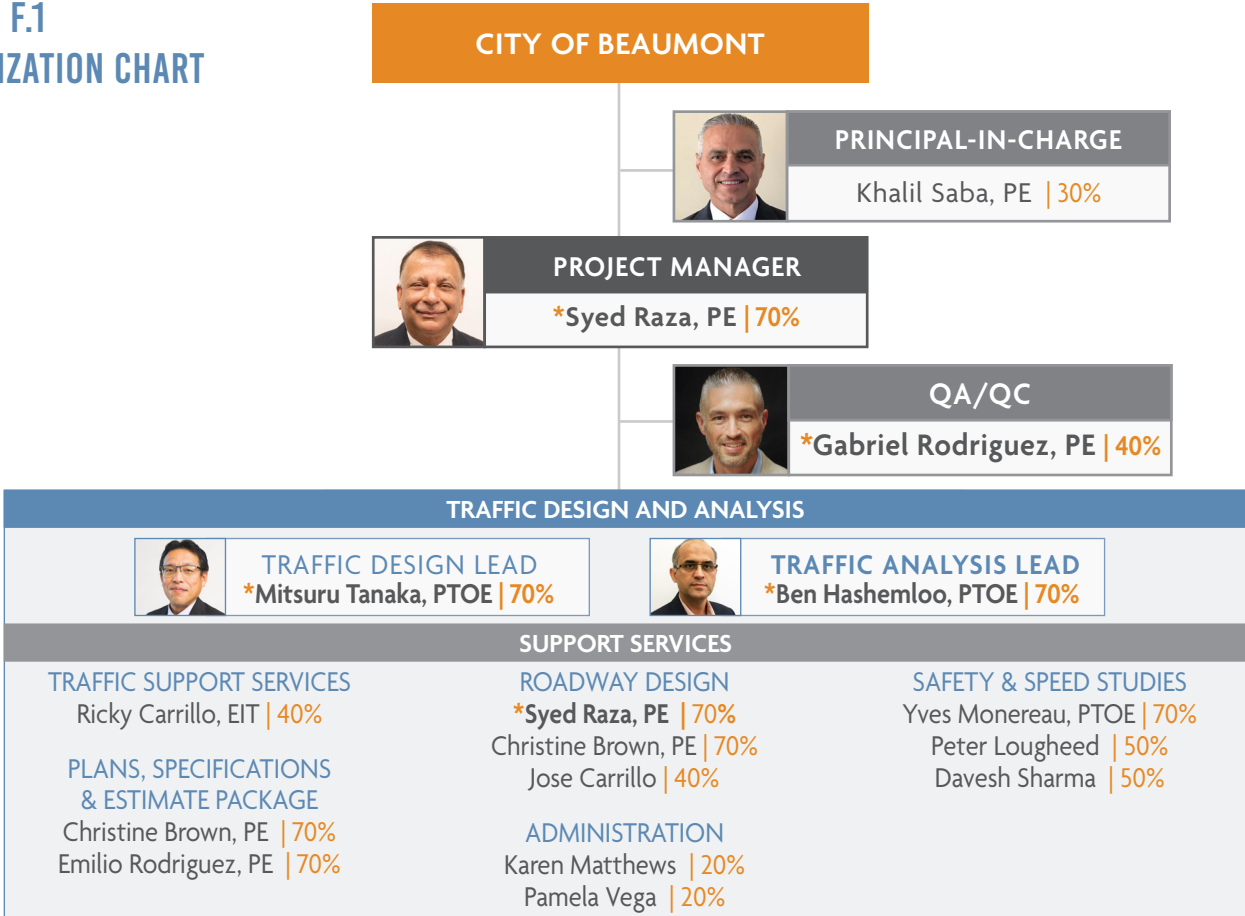 F.1
IZATION CHART
CITY OF BEAUMONT
PRINCIPAL-IN-CHARGE
Khalil Saba, PE | 30%
PROJECT MANAGER
*Syed Raza, PE | 70%
QA/QC
*Gabriel Rodriguez, PE | 40%
TRAFFIC DESIGN AND ANALYSIS
TRAFFIC DESIGN LEAD
*Mitsuru Tanaka, PTOE | 70%
TRAFFIC ANALYSIS LEAD
*Ben Hashemloo, PTOE | 70%
SUPPORT SERVICES
TRAFFIC SUPPORT SERVICES
Ricky Carrillo, EIT | 40%
PLANS, SPECIFICATIONS
& ESTIMATE PACKAGE
Christine Brown, PE | 70%
Emilio Rodriguez, PE | 70%
ROADWAY DESIGN
*Syed Raza, PE | 70%
Christine Brown, PE | 70%
Jose Carrillo | 40%
ADMINISTRATION
Karen Matthews | 20%
Pamela Vega | 20%
SAFETY & SPEED STUDIES
Yves Monereau, PTOE | 70%
Peter Lougheed | 50%
Davesh Sharma | 50%